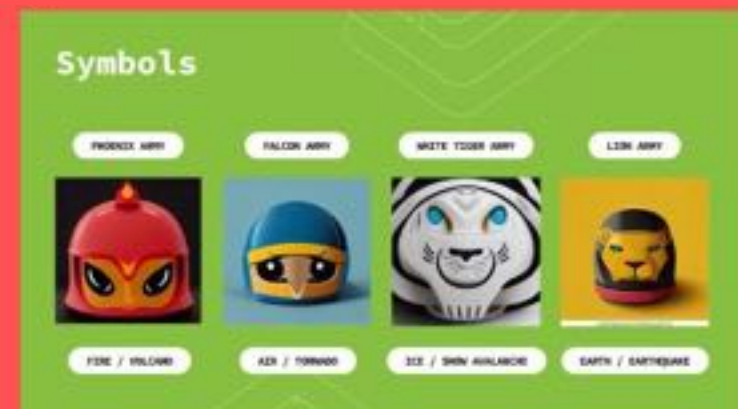 Symbols
PHOENIX ARMY
FALCON ARMY
WHITE TIGER ARMY
LION ARMY
FIRE / VOLCANO
AIR / TORNADO
ICE / SNOW AVALANCHE
EARTH / EARTHQUAKE